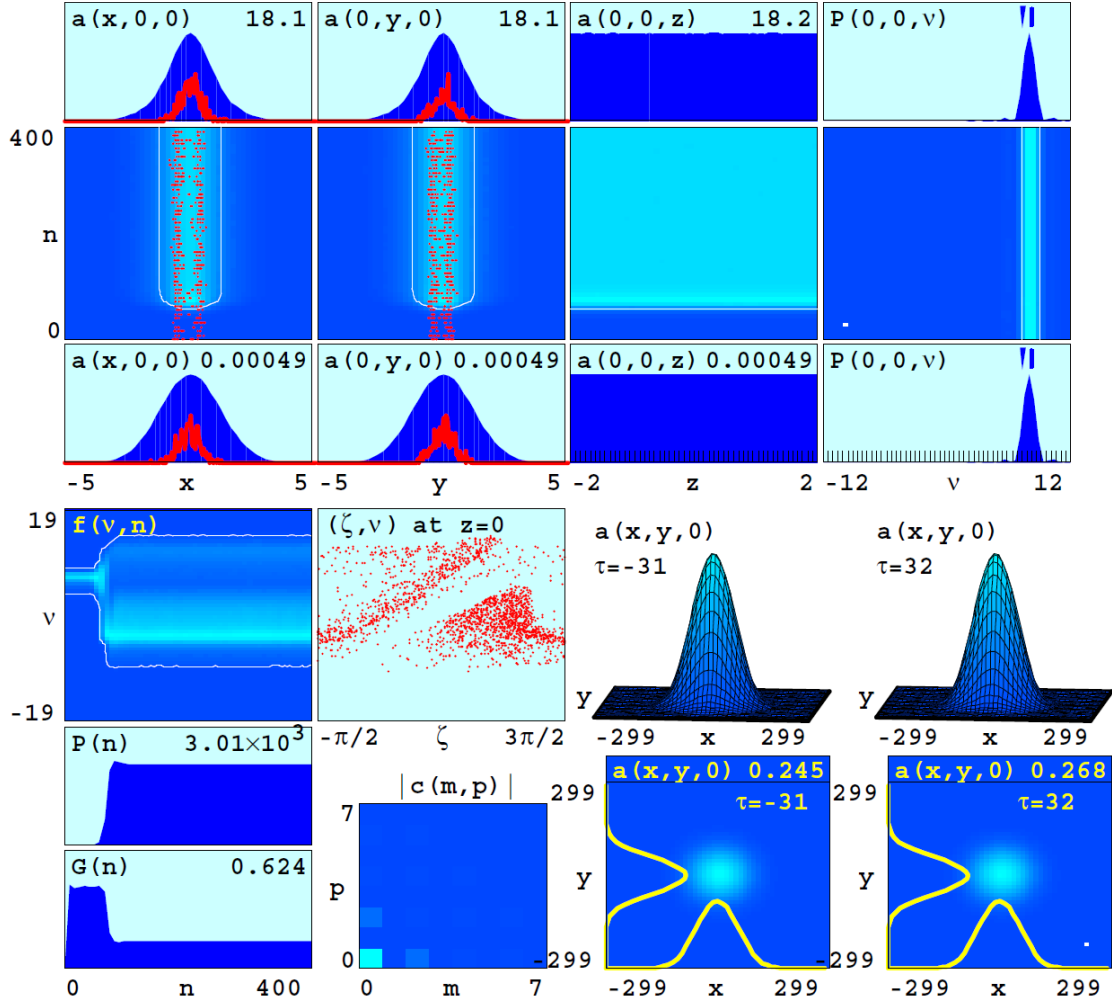 a(x,0,0) 18.1 a(0,y,0) 18.1 a(0,0,z) 18.2 P(0,0,ν)
400
n
0
a(x,0,0) 0.00049 a(0,y,0) 0.00049 a(0,0,z) 0.00049 P(0,0,ν)
-5 x 5 -5 y 5 -2 z 2 -12 ν 12
19 f(ν,n) (ζ,ν) at z=0 a(x,y,0) a(x,y,0)
τ=-31 τ=32
ν
y y
-19
-π/2 ζ 3π/2 -299 x 299 -299 x 299
P(n) 3.01×10³
|c(m,p)| a(x,y,0) 0.245 a(x,y,0) 0.268
7 299 τ=-31 299 τ=32
G(n) 0.624
p y y
0 -299 -299
0 n 400 0 m 7 -299 x 299 -299 x 299